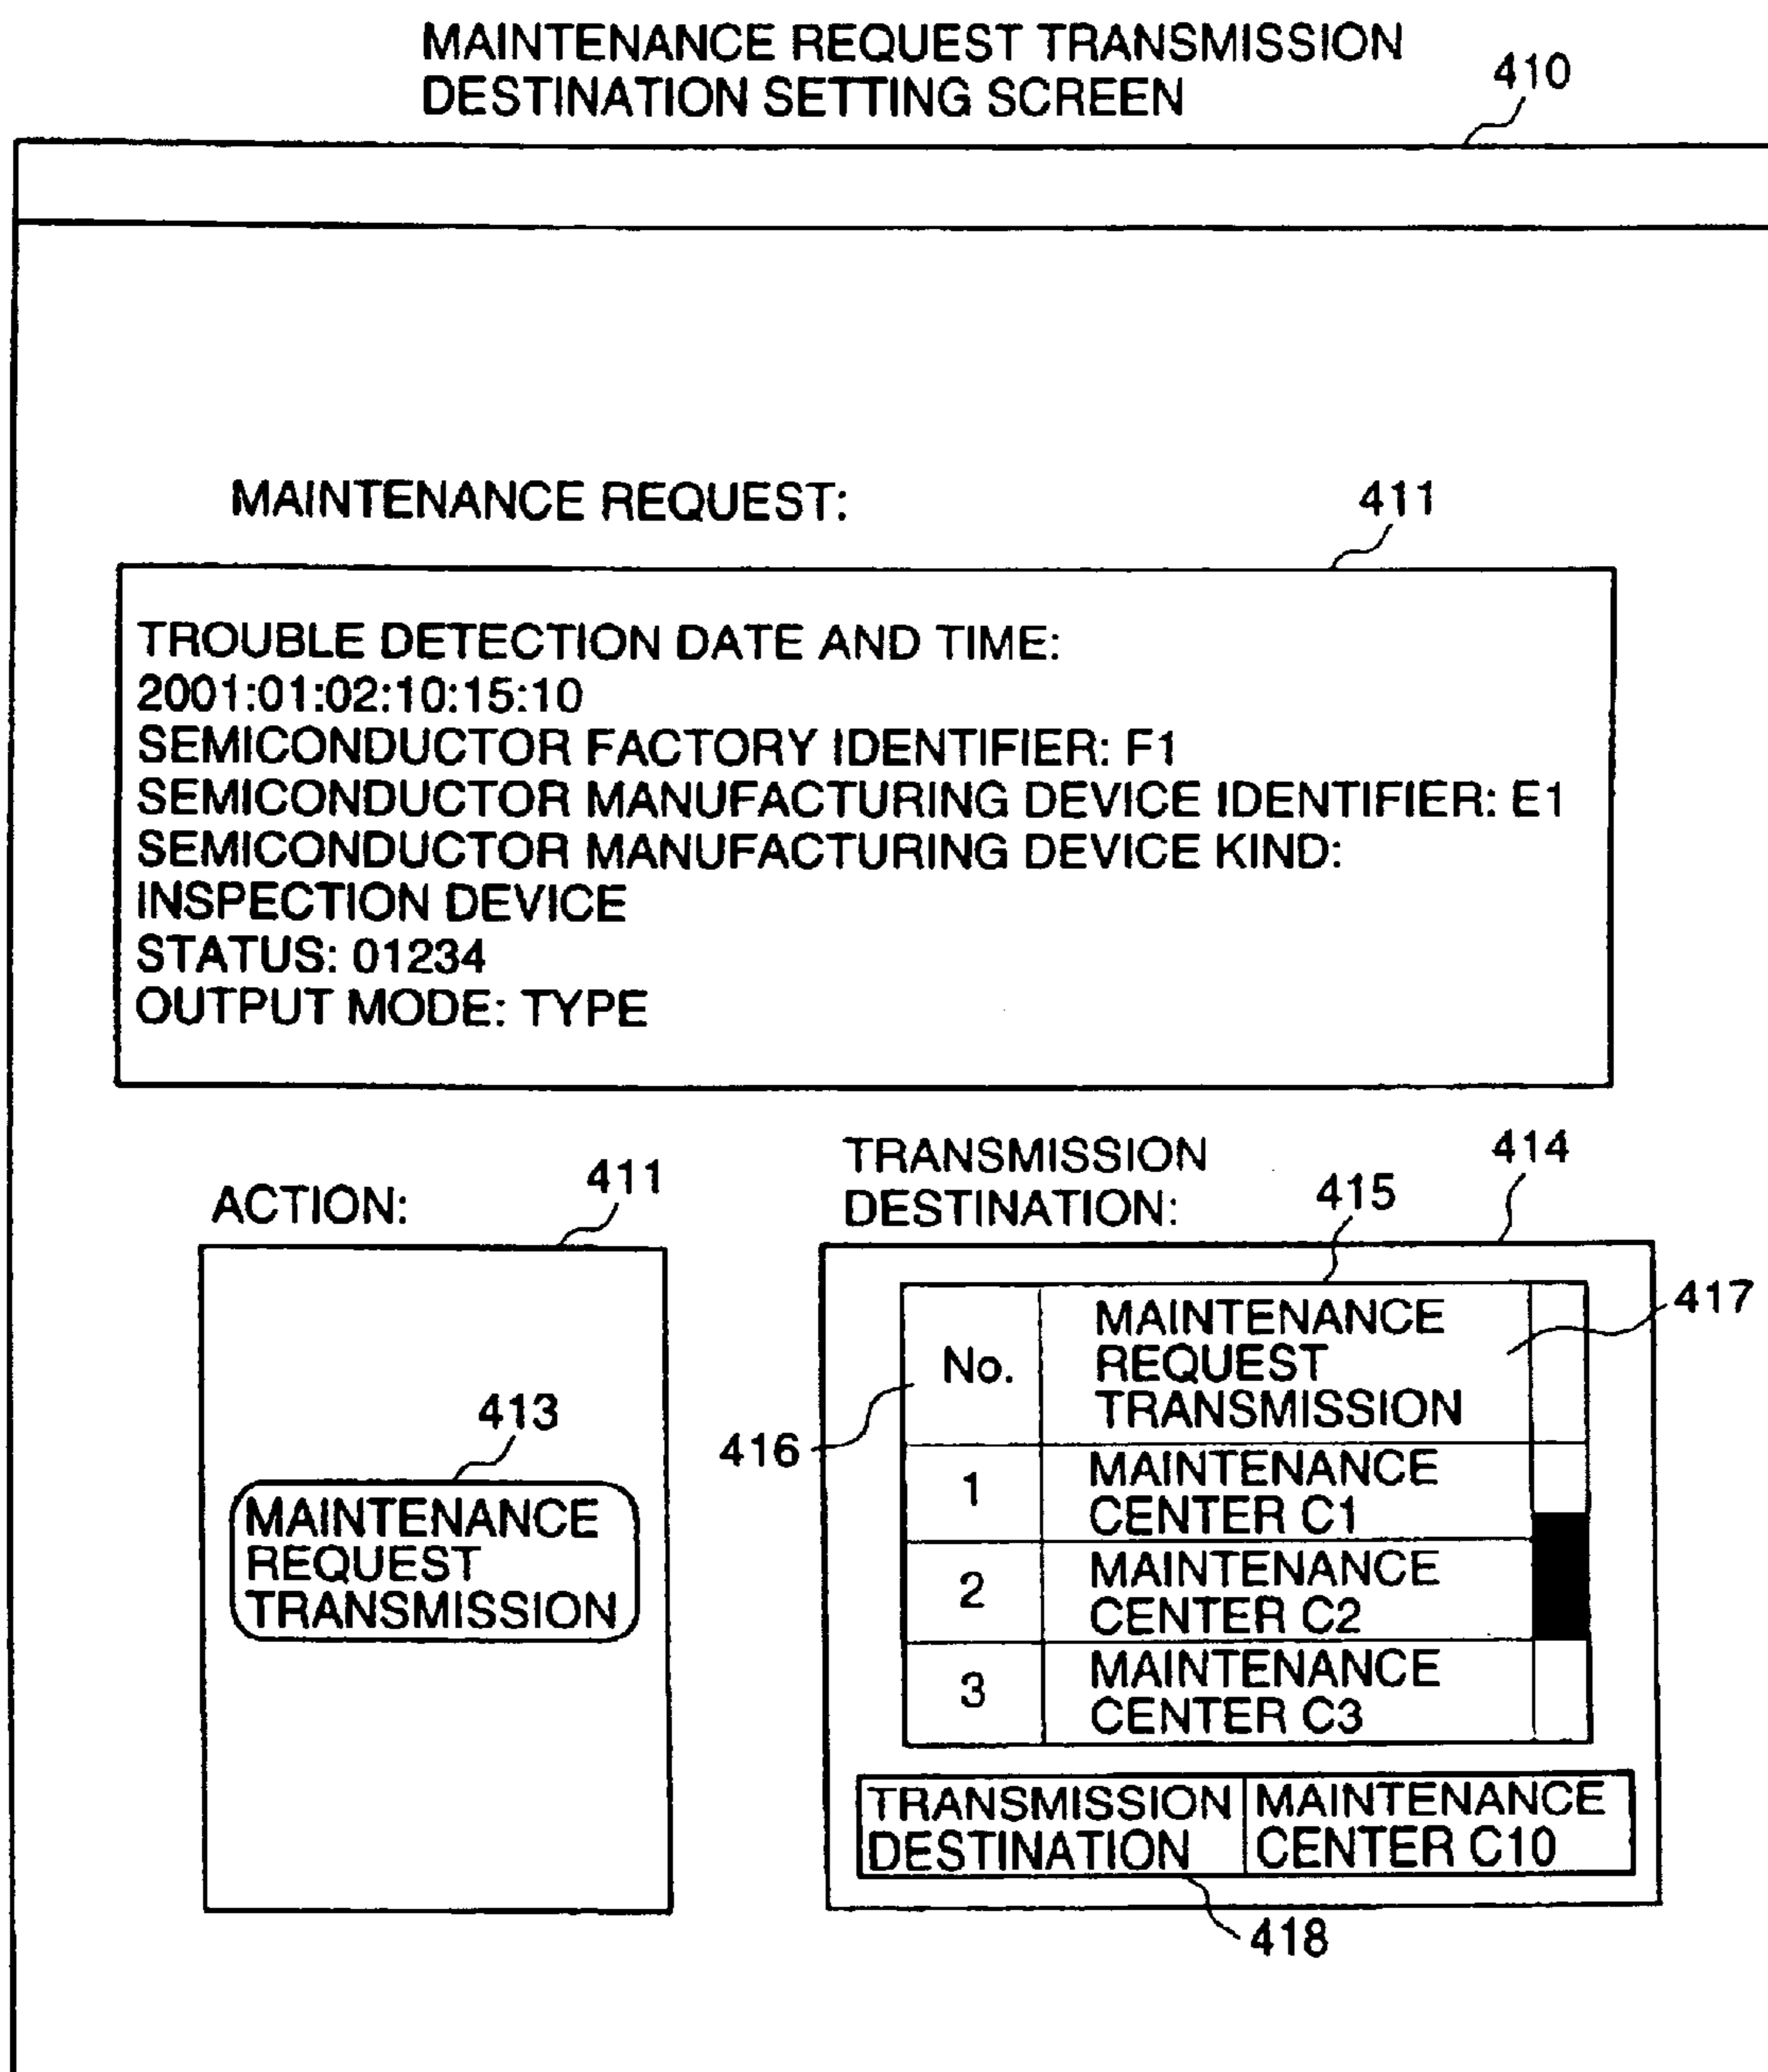 MAINTENANCE REQUEST TRANSMISSION
DESTINATION SETTING SCREEN
410
MAINTENANCE REQUEST:
411
TROUBLE DETECTION DATE AND TIME:
2001:01:02:10:15:10
SEMICONDUCTOR FACTORY IDENTIFIER: F1
SEMICONDUCTOR MANUFACTURING DEVICE IDENTIFIER: E1
SEMICONDUCTOR MANUFACTURING DEVICE KIND:
INSPECTION DEVICE
STATUS: 01234
OUTPUT MODE: TYPE
ACTION:
411
413
MAINTENANCE
REQUEST
TRANSMISSION
TRANSMISSION
DESTINATION:
414
415
417
416
No.
MAINTENANCE
REQUEST
TRANSMISSION
1
MAINTENANCE
CENTER C1
2
MAINTENANCE
CENTER C2
3
MAINTENANCE
CENTER C3
TRANSMISSION
DESTINATION
MAINTENANCE
CENTER C10
418